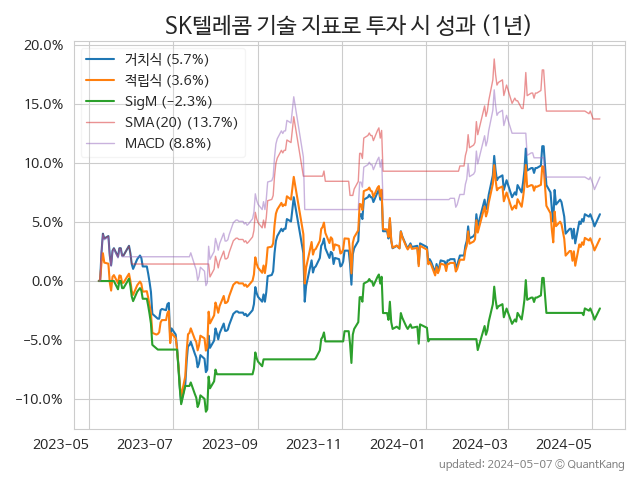 SK텔레콤 기술 지표로 투자 시 성과 (1년)
20.0%
15.0%
10.0%
5.0%
0.0%
−5.0%
−10.0%
거치식 (5.7%)
적립식 (3.6%)
SigM (−2.3%)
SMA(20) (13.7%)
MACD (8.8%)
2023-05 2023-07 2023-09 2023-11 2024-01 2024-03 2024-05
updated: 2024-05-07 © QuantKang